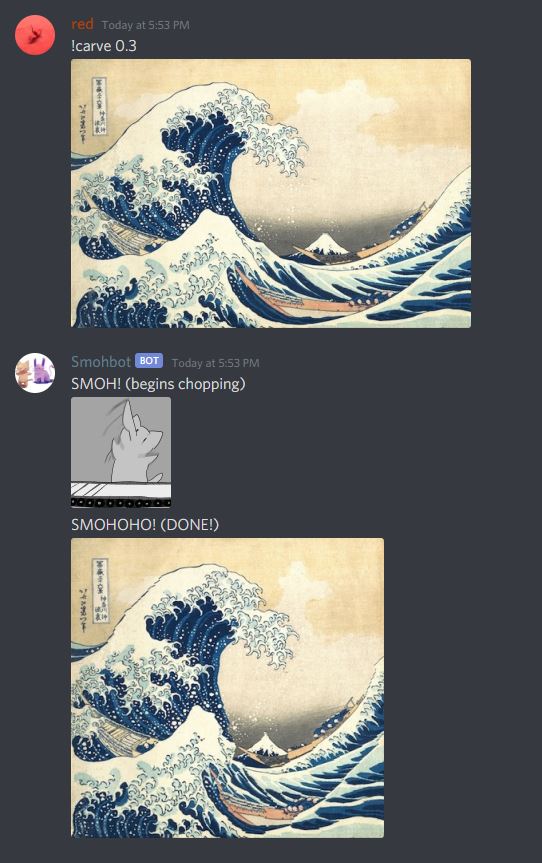 red Today at 5:53 PM
!carve 0.3
Smohbot BOT Today at 5:53 PM
SMOH! (begins chopping)
SMOHOHO! (DONE!)